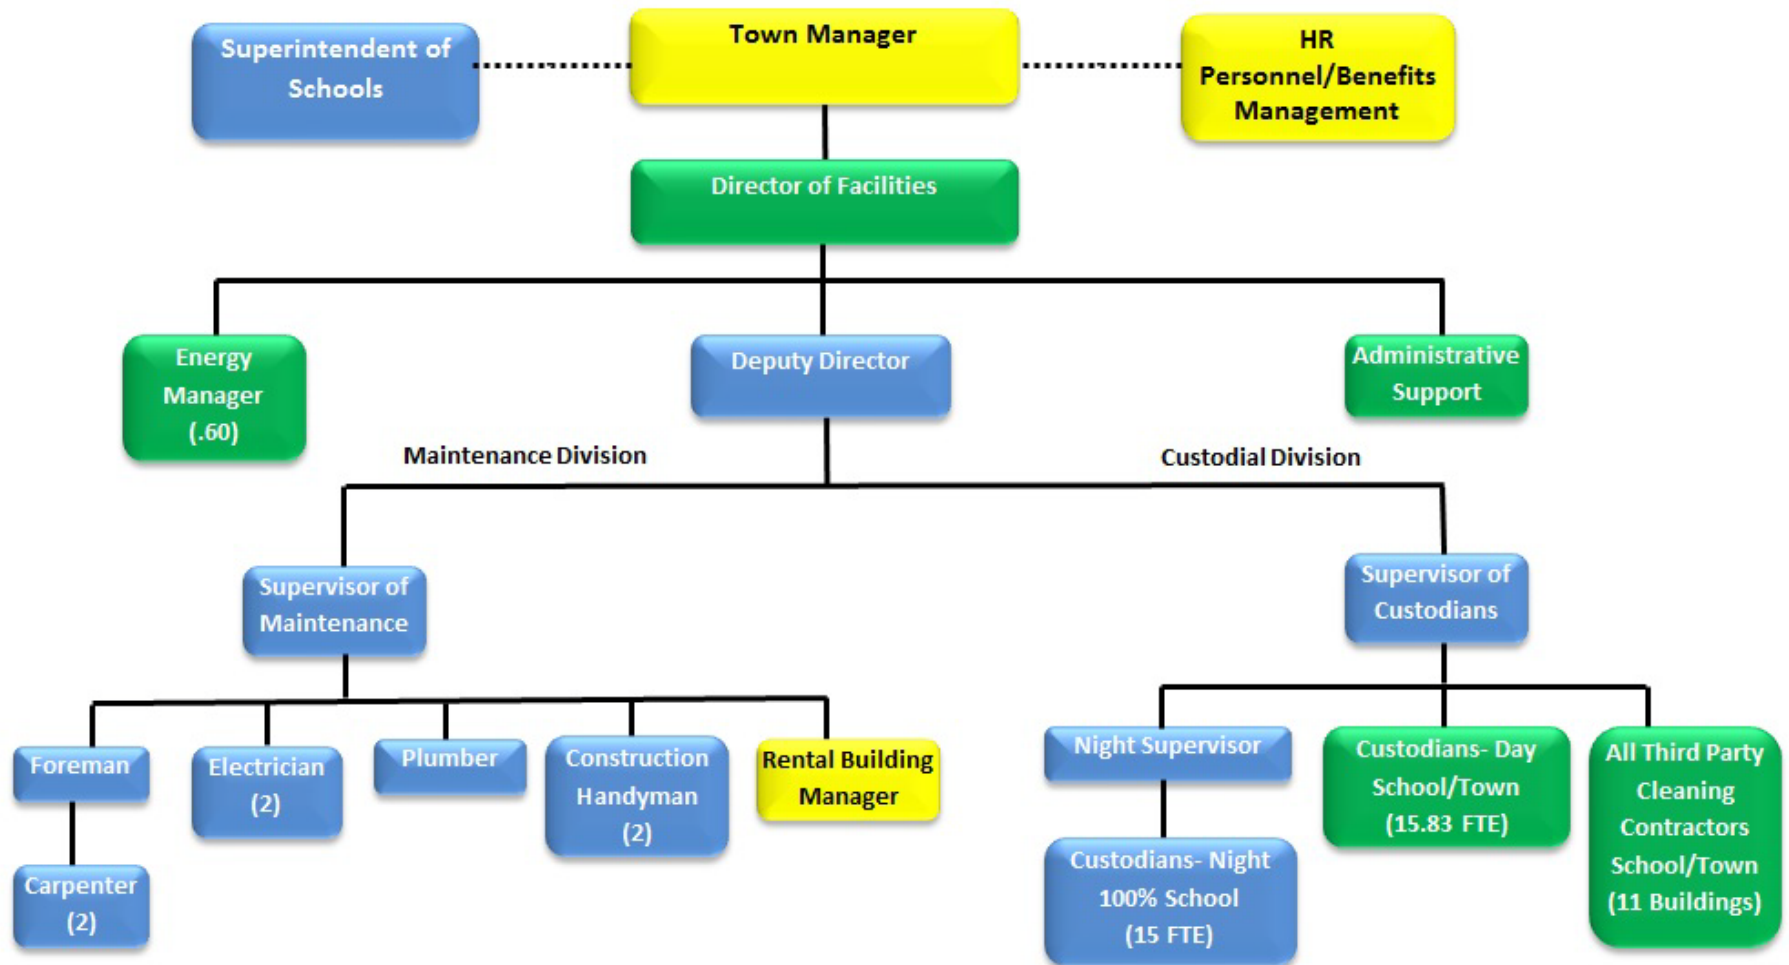 Superintendent of
Schools
Town Manager
HR
Personnel/Benefits
Management
Director of Facilities
Energy
Manager
(.60)
Deputy Director
Administrative
Support
Maintenance Division
Custodial Division
Supervisor of
Maintenance
Supervisor of
Custodians
Foreman
Electrician
(2)
Plumber
Construction
Handyman
(2)
Rental Building
Manager
Carpenter
(2)
Night Supervisor
Custodians- Night
100% School
(15 FTE)
Custodians- Day
School/Town
(15.83 FTE)
All Third Party
Cleaning
Contractors
School/Town
(11 Buildings)